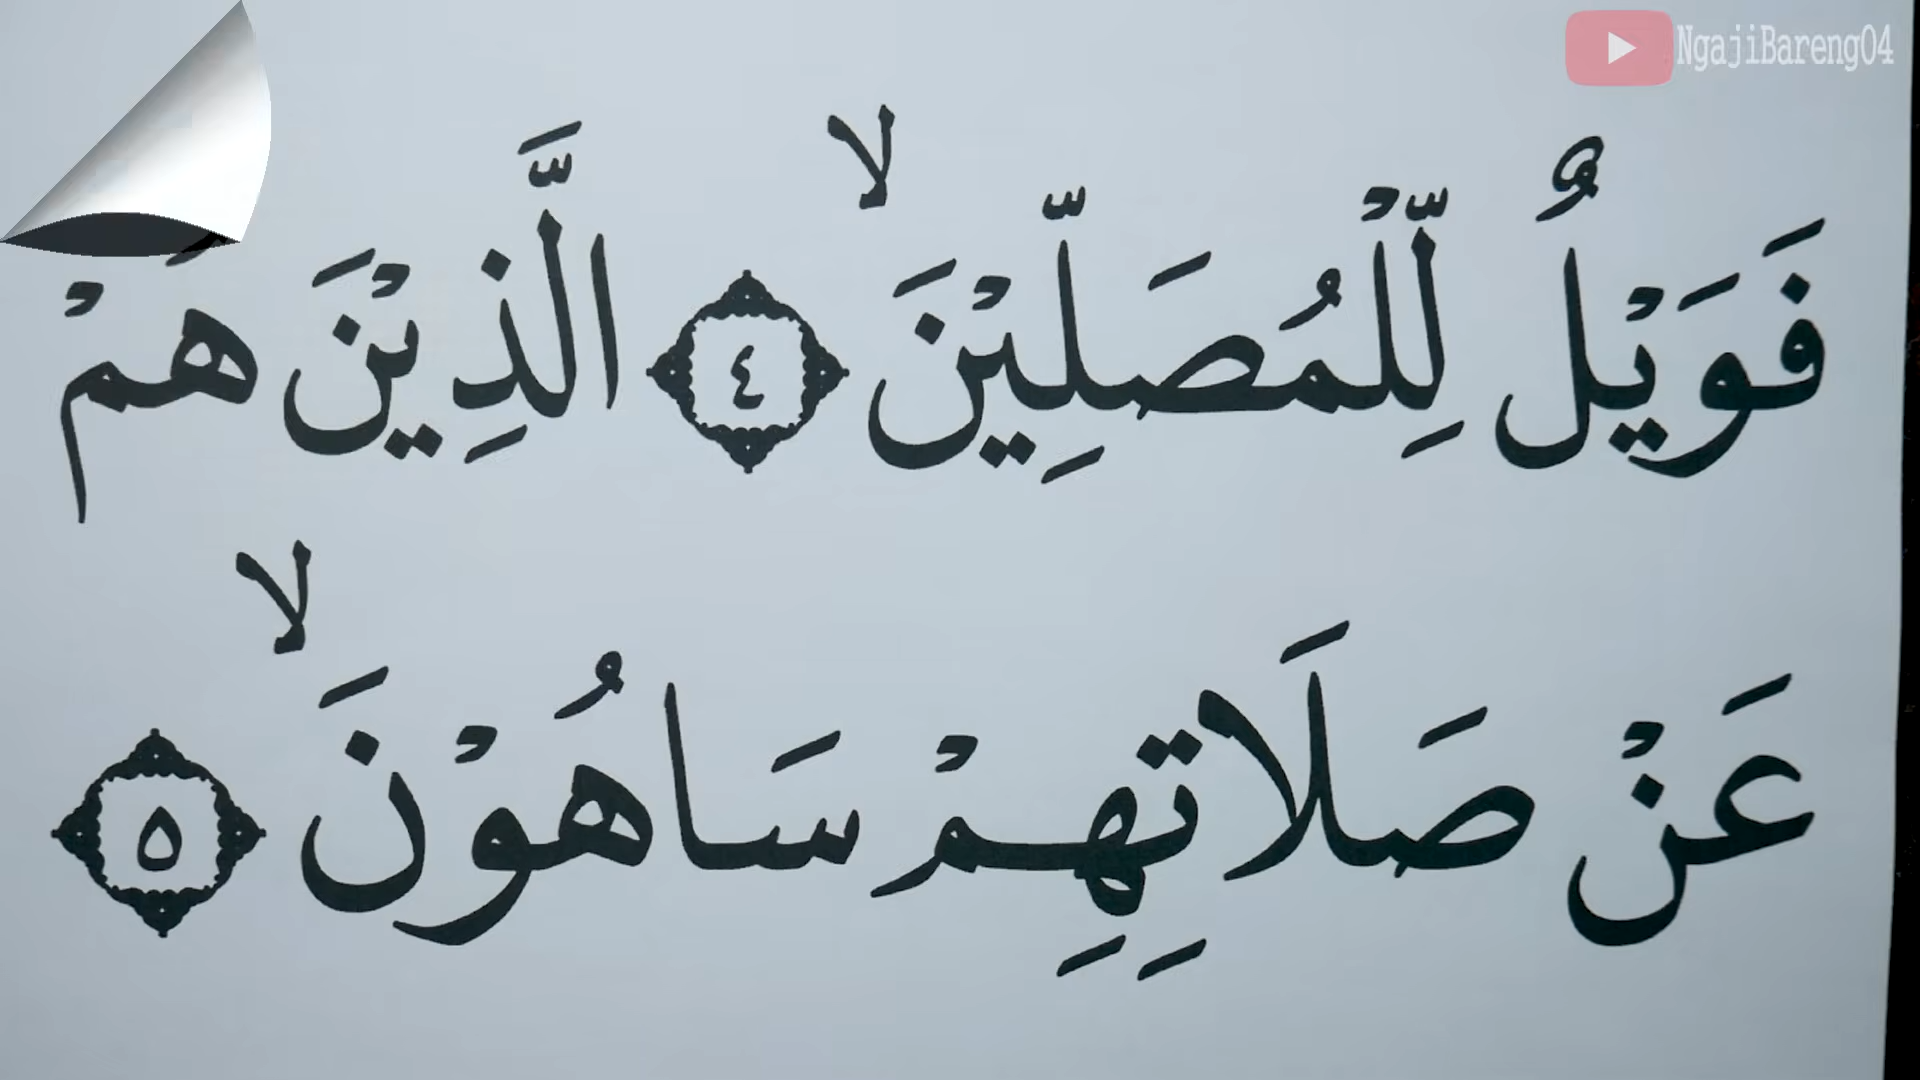 NgajiBareng04
فَوَيْلٌ لِّلْمُصَلِّيْنَ ۙ ٤ الَّذِيْنَ هَمْ
عَنْ صَلَاتِهِمْ سَاهُوْنَ ۙ ٥